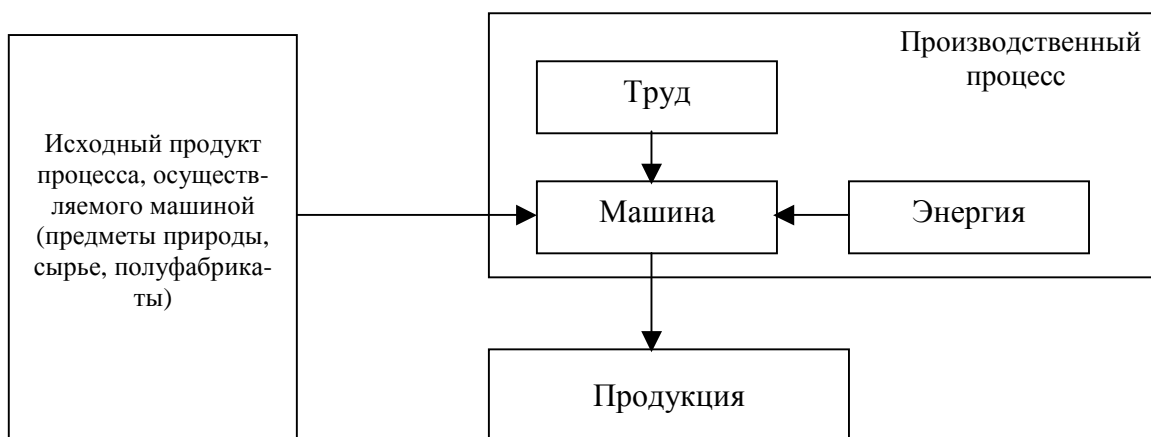 Производственный
процесс
Труд
Исходный продукт
процесса, осуществ-
ляемого машиной
(предметы природы,
сырье, полуфабрика-
ты)
Машина
Энергия
Продукция